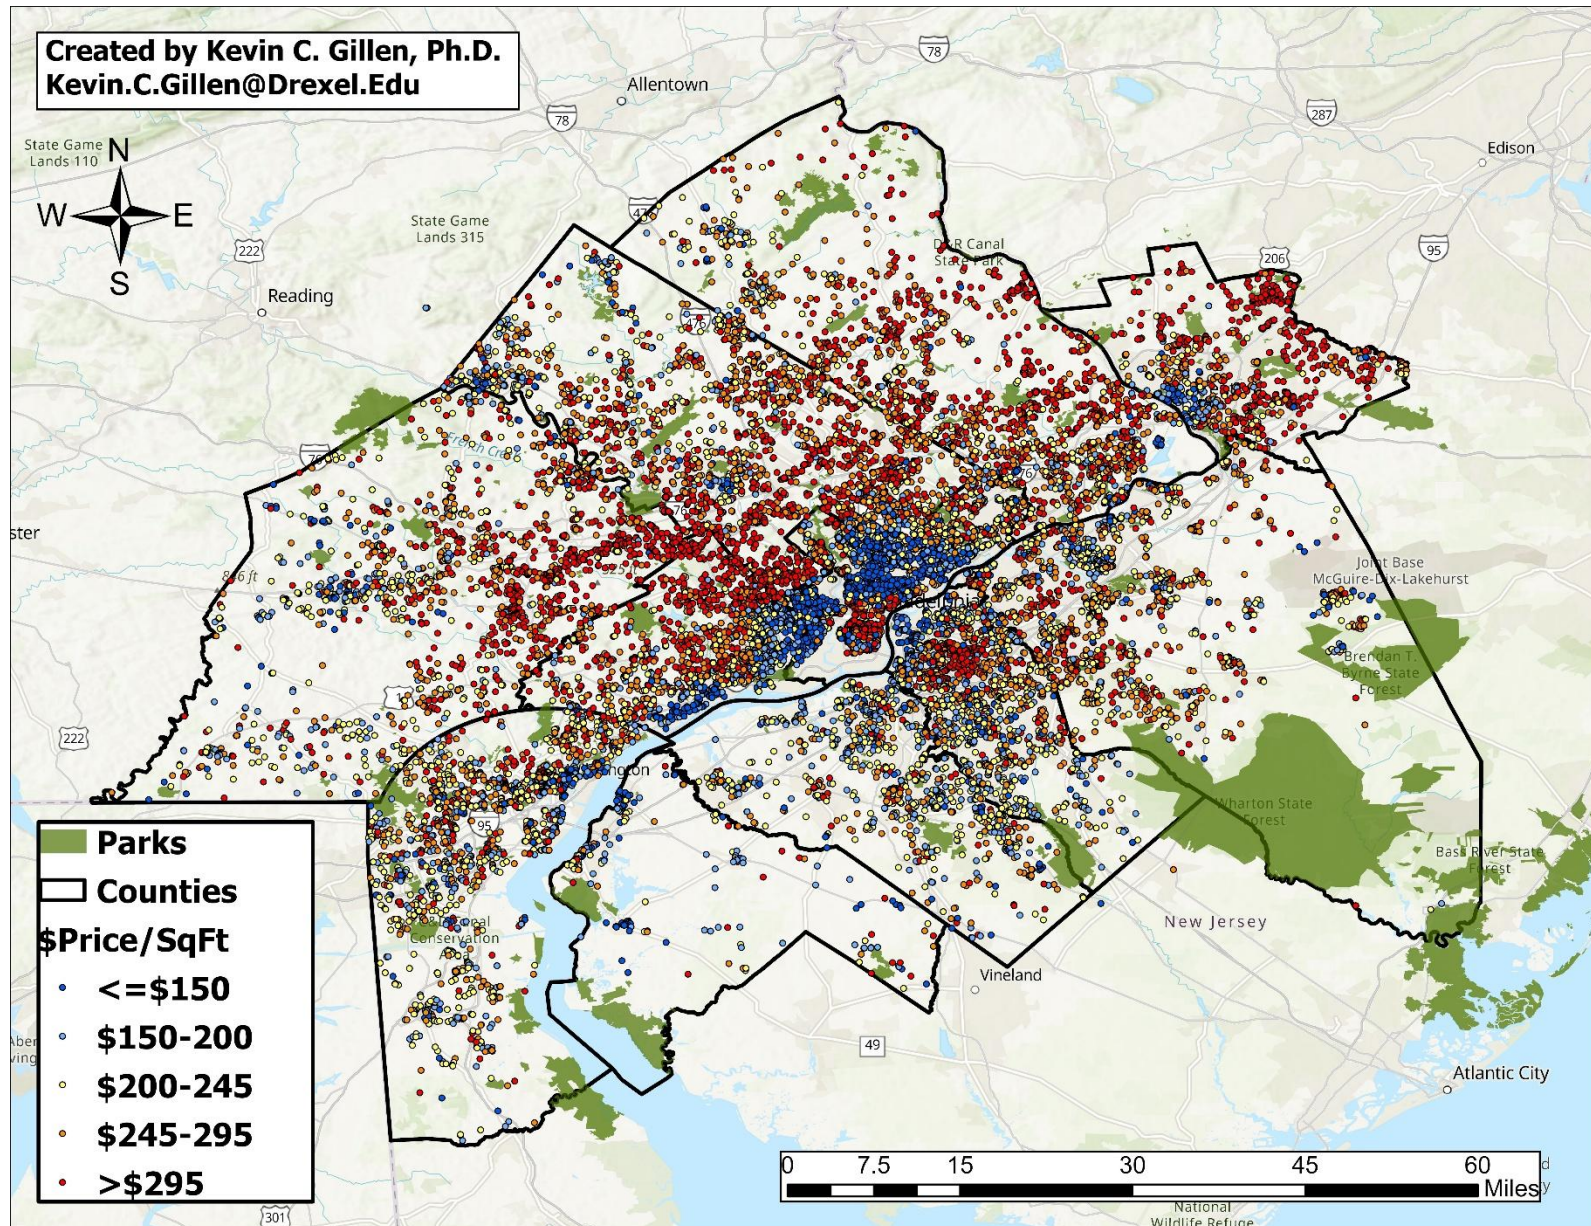 Created by Kevin C. Gillen, Ph.D.
Kevin.C.Gillen@Drexel.Edu
78
Allentown
78
287
Edison
State Game
Lands 110
N
W
E
S
State Game
Lands 315
222
D&R Canal
State Park
206
95
Reading
476
ster
French
Joint Base
McGuire-Dix-Lakehurst
Brendan T.
Byrne State
Forest
1
222
Wharton State
Forest
95
Bass River State
Forest
Conservation
New Jersey
Vineland
49
Atlantic City
Parks
Counties
$Price/SqFt
<=$150
$150-200
$200-245
$245-295
>$295
301
0
7.5
15
30
45
60
Miles
National
Wildlife Refuge